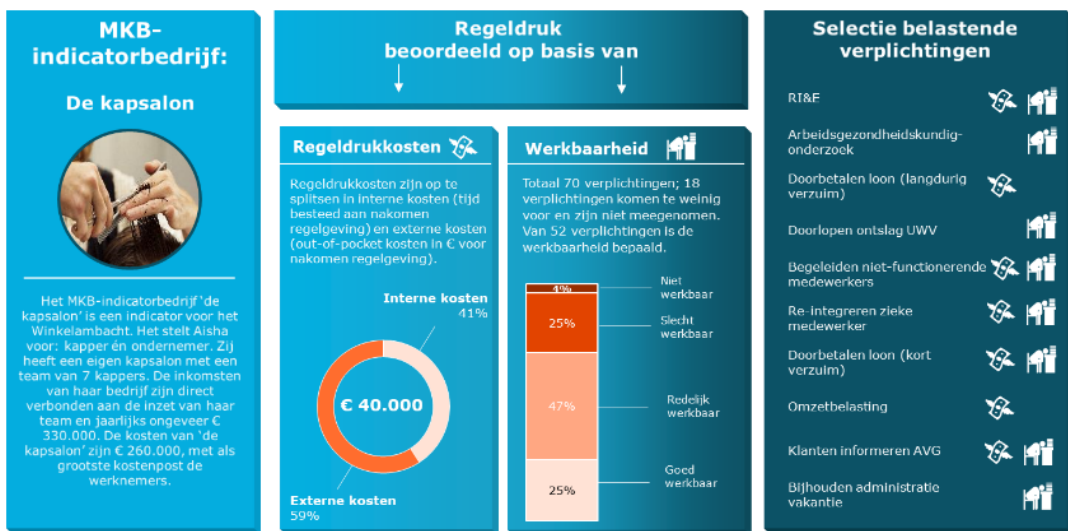 MKB-
indicatorbedrijf:
De kapsalon
Het MKB-indicatorbedrijf 'de
kapsalon' is een indicator voor het
Winkelambacht. Het stelt Aisha
voor: kapper én ondernemer. Zij
heeft een eigen kapsalon met een
team van 7 kappers. De inkomsten
van haar bedrijf zijn direct
verbonden aan de inzet van haar
team en jaarlijks ongeveer €
330.000. De kosten van 'de
kapsalon' zijn € 260.000, met als
grootste kostenpost de
werknemers.
Regeldruk
beoordeeld op basis van
Regeldrukkosten
Regeldrukkosten zijn op te
splitsen in interne kosten (tijd
besteed aan nakomen
regelgeving) en externe kosten
(out-of-pocket kosten in € voor
nakomen regelgeving).
Interne kosten
41%
€ 40.000
Externe kosten
59%
Werkbaarheid
Totaal 70 verplichtingen; 18
verplichtingen komen te weinig
voor en zijn niet meegenomen.
Van 52 verplichtingen is de
werkbaarheid bepaald.
4%
Niet
werkbaar
25%
Slecht
werkbaar
47%
Redelijk
werkbaar
25%
Goed
werkbaar
Selectie belastende
verplichtingen
RI&E
Arbeidsgezondheidskundig-
onderzoek
Doorbetalen loon (langdurig
verzuim)
Doorlopen ontslag UWV
Begeleiden niet-functionerende
medewerkers
Re-integreren zieke
medewerker
Doorbetalen loon (kort
verzuim)
Omzetbelasting
Klanten informeren AVG
Bijhouden administratie
vakantie